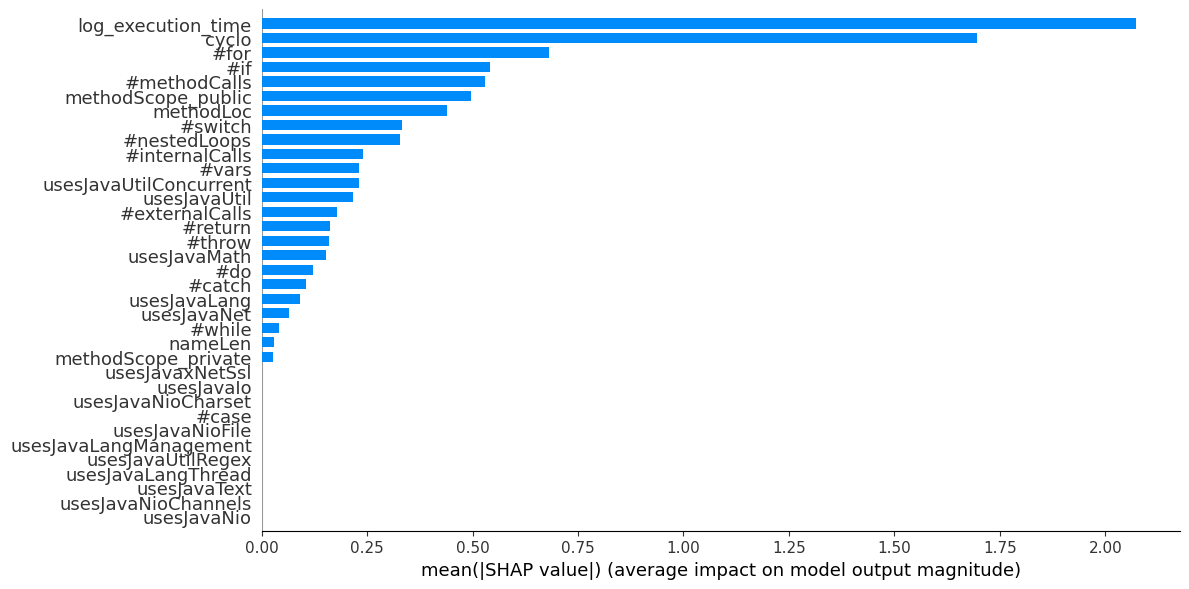 log_execution_time
cyclo
#for
#if
#methodCalls
methodScope_public
methodLoc
#switch
#nestedLoops
#internalCalls
#vars
usesJavaUtilConcurrent
usesJavaUtil
#externalCalls
#return
#throw
usesJavaMath
#do
#catch
usesJavaLang
usesJavaNet
#while
nameLen
methodScope_private
usesJavaxNetSsl
usesJavaIo
usesJavaNioCharset
#case
usesJavaNioFile
usesJavaLangManagement
usesJavaUtilRegex
usesJavaLangThread
usesJavaText
usesJavaNioChannels
usesJavaNio
0.00 0.25 0.50 0.75 1.00 1.25 1.50 1.75 2.00
mean(|SHAP value|) (average impact on model output magnitude)